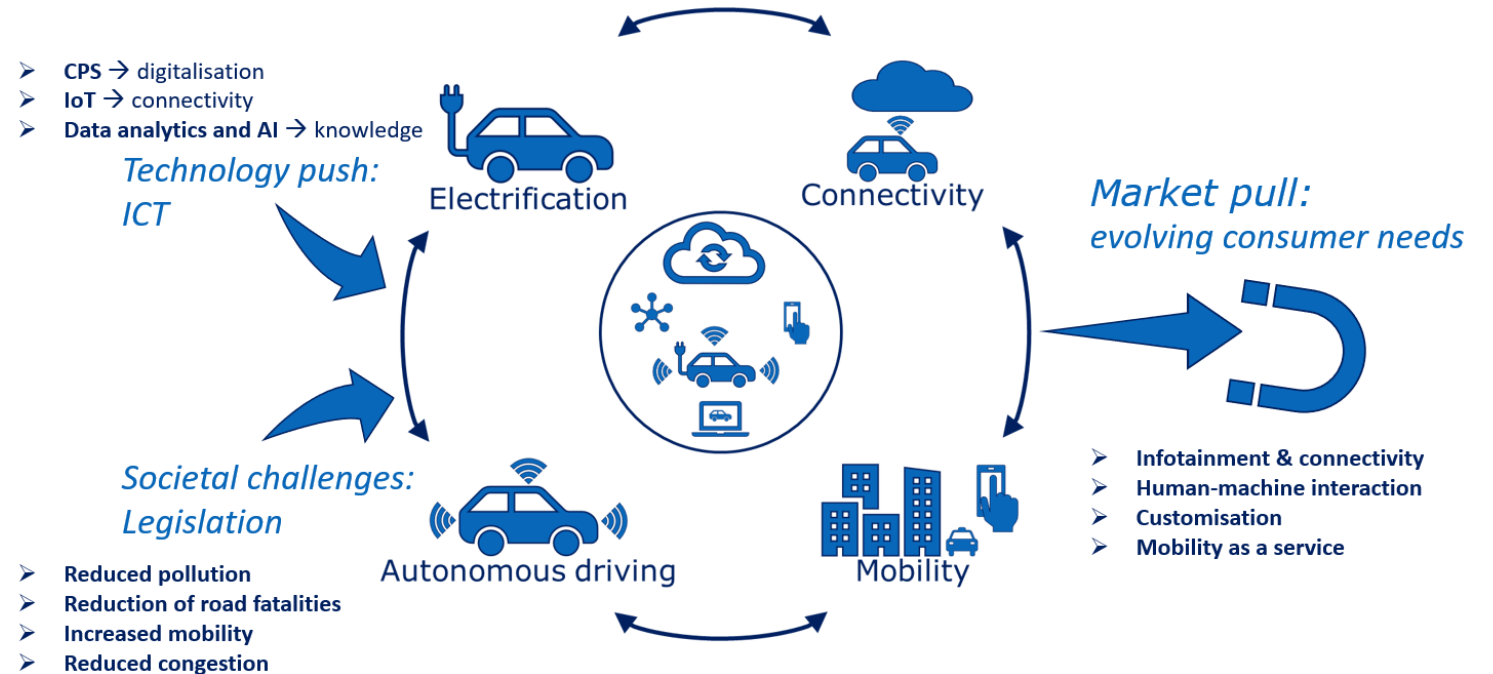 ➢ CPS → digitalisation
➢ IoT → connectivity
➢ Data analytics and AI → knowledge
Technology push:
ICT
Electrification
Connectivity
Market pull:
evolving consumer needs
Societal challenges:
Legislation
➢ Reduced pollution
➢ Reduction of road fatalities
➢ Increased mobility
➢ Reduced congestion
Autonomous driving
Mobility
➢ Infotainment & connectivity
➢ Human-machine interaction
➢ Customisation
➢ Mobility as a service